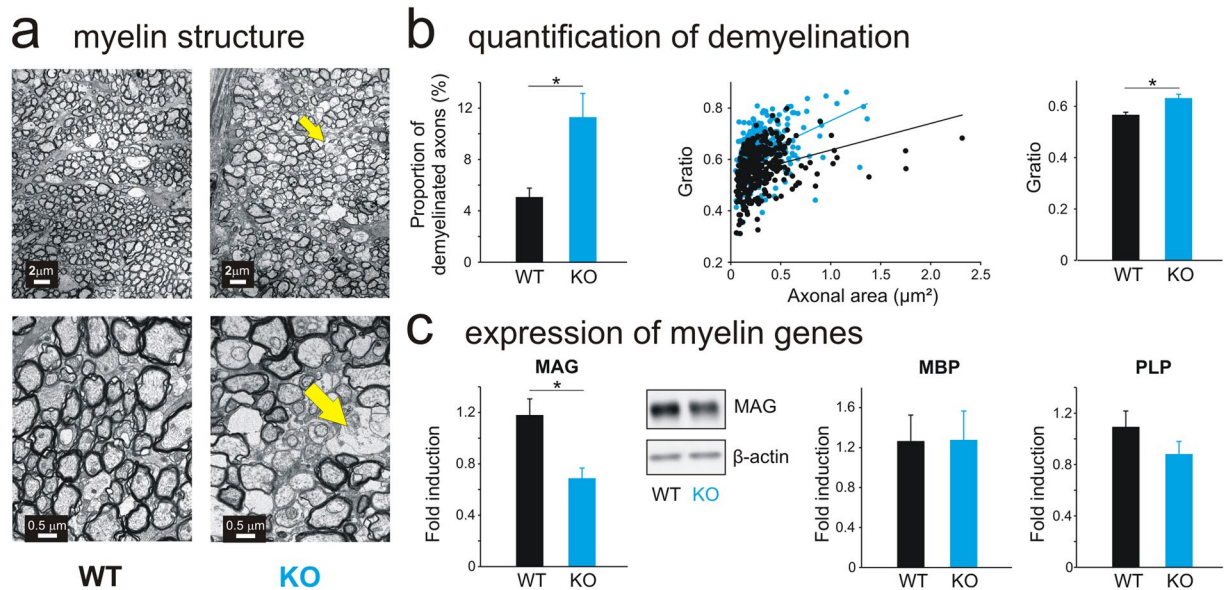 a myelin structure
2μm
2μm
0.5 μm
0.5 μm
WT
KO
b quantification of demyelination
Proportion of
demyelinated axons (%)
12
8
4
0
*
WT KO
Gratio
0.8
0.6
0.4
0.2
0 0.5 1.0 1.5 2.0 2.5
Axonal area (μm²)
Gratio
0.6
0.4
0.2
0
*
WT KO
c expression of myelin genes
MAG
Fold induction
1.2
0.8
0.4
0
*
WT KO
MAG
β-actin
WT KO
MBP
Fold induction
1.6
1.2
0.8
0.4
0
WT KO
PLP
Fold induction
1.2
0.8
0.4
0
WT KO